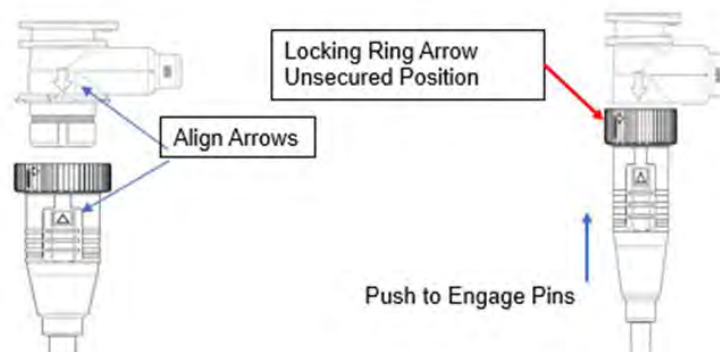 Locking Ring Arrow
Unsecured Position
Align Arrows
Push to Engage Pins